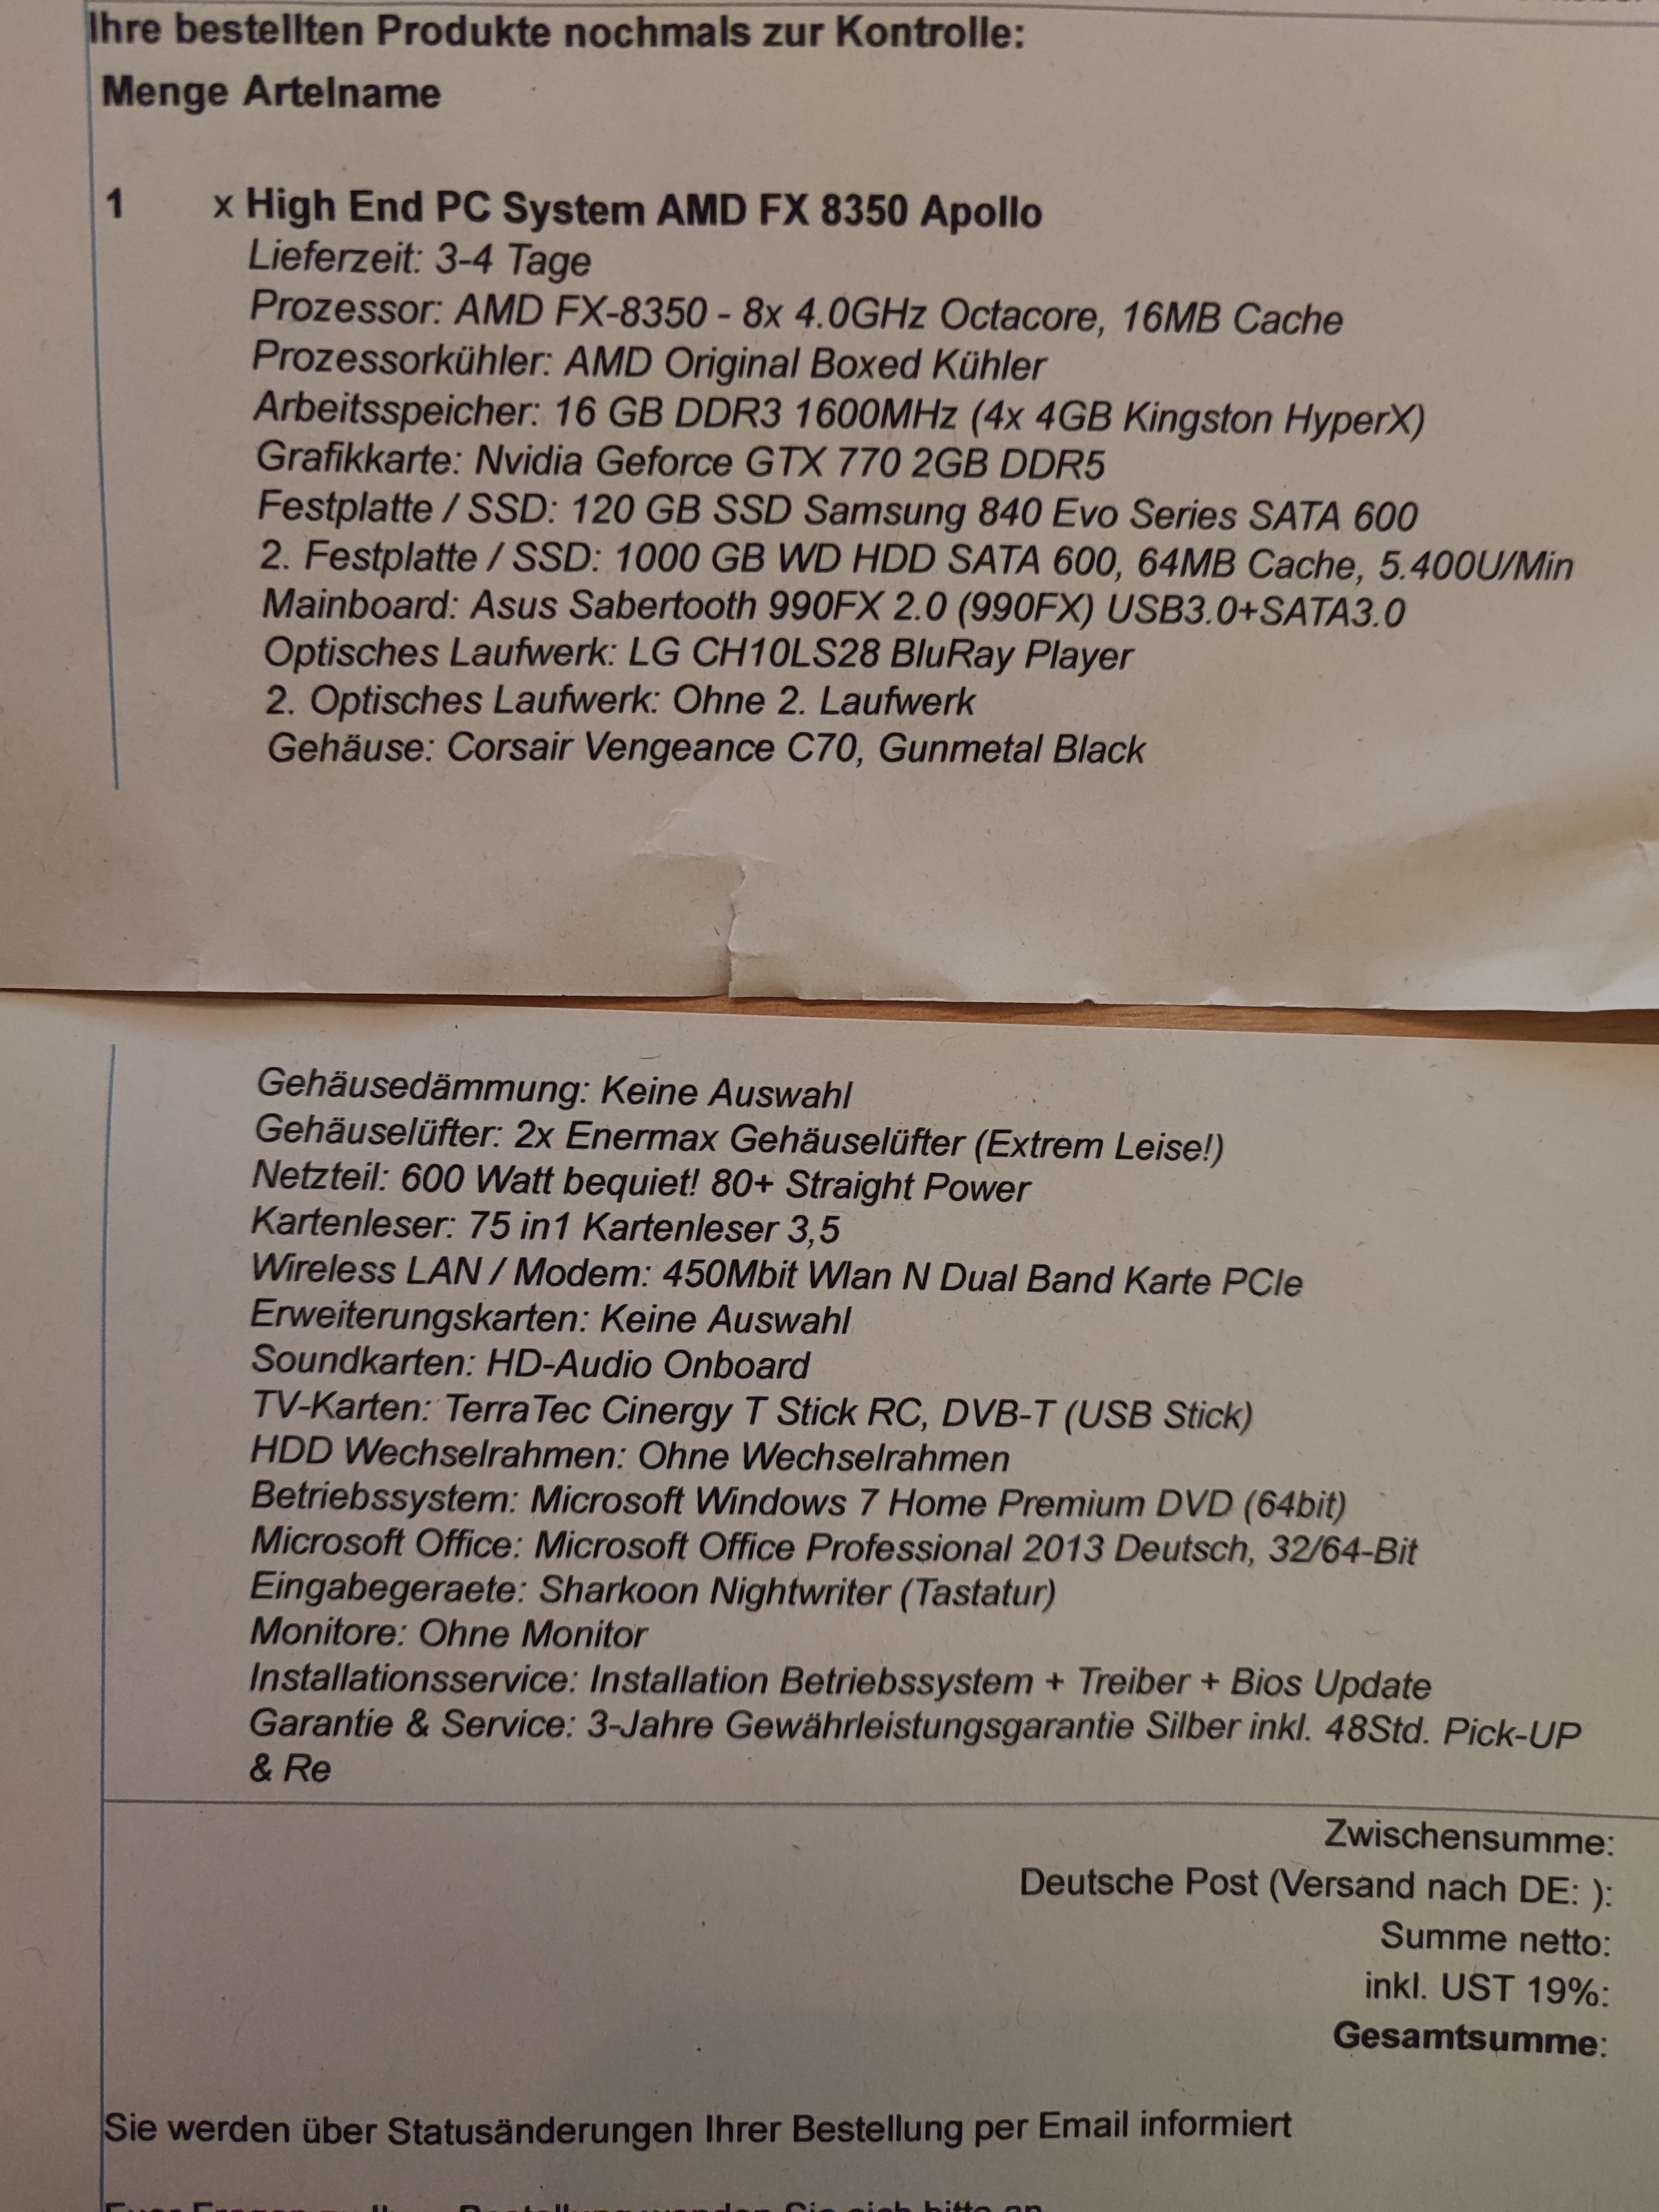 Ihre bestellten Produkte nochmals zur Kontrolle:
Menge Artelname
1 x High End PC System AMD FX 8350 Apollo
Lieferzeit: 3-4 Tage
Prozessor: AMD FX-8350 - 8x 4.0GHz Octacore, 16MB Cache
Prozessorkühler: AMD Original Boxed Kühler
Arbeitsspeicher: 16 GB DDR3 1600MHz (4x 4GB Kingston HyperX)
Grafikkarte: Nvidia Geforce GTX 770 2GB DDR5
Festplatte / SSD: 120 GB SSD Samsung 840 Evo Series SATA 600
2. Festplatte / SSD: 1000 GB WD HDD SATA 600, 64MB Cache, 5.400U/Min
Mainboard: Asus Sabertooth 990FX 2.0 (990FX) USB3.0+SATA3.0
Optisches Laufwerk: LG CH10LS28 BluRay Player
2. Optisches Laufwerk: Ohne 2. Laufwerk
Gehäuse: Corsair Vengeance C70, Gunmetal Black
Gehäusedämmung: Keine Auswahl
Gehäuselüfter: 2x Enermax Gehäuselüfter (Extrem Leise!)
Netzteil: 600 Watt bequiet! 80+ Straight Power
Kartenleser: 75 in1 Kartenleser 3,5
Wireless LAN / Modem: 450Mbit Wlan N Dual Band Karte PCIe
Erweiterungskarten: Keine Auswahl
Soundkarten: HD-Audio Onboard
TV-Karten: TerraTec Cinergy T Stick RC, DVB-T (USB Stick)
HDD Wechselrahmen: Ohne Wechselrahmen
Betriebssystem: Microsoft Windows 7 Home Premium DVD (64bit)
Microsoft Office: Microsoft Office Professional 2013 Deutsch, 32/64-Bit
Eingabegeraete: Sharkoon Nightwriter (Tastatur)
Monitore: Ohne Monitor
Installationsservice: Installation Betriebssystem + Treiber + Bios Update
Garantie & Service: 3-Jahre Gewährleistungsgarantie Silber inkl. 48Std. Pick-UP
& Re
Zwischensumme:
Deutsche Post (Versand nach DE: ):
Summe netto:
inkl. UST 19%:
Gesamtsumme:
Sie werden über Statusänderungen Ihrer Bestellung per Email informiert